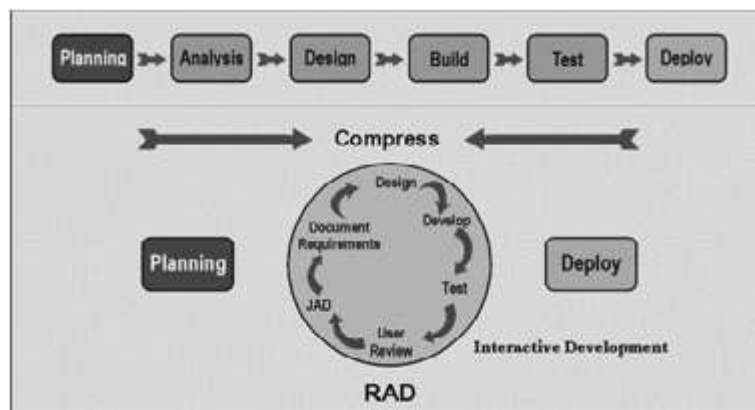 Planning Analysis Design Build Test Deploy
Compress
Design
Develop
Document
Requirements
Planning
Deploy
Test
JAD
User
Review
Interactive Development
RAD